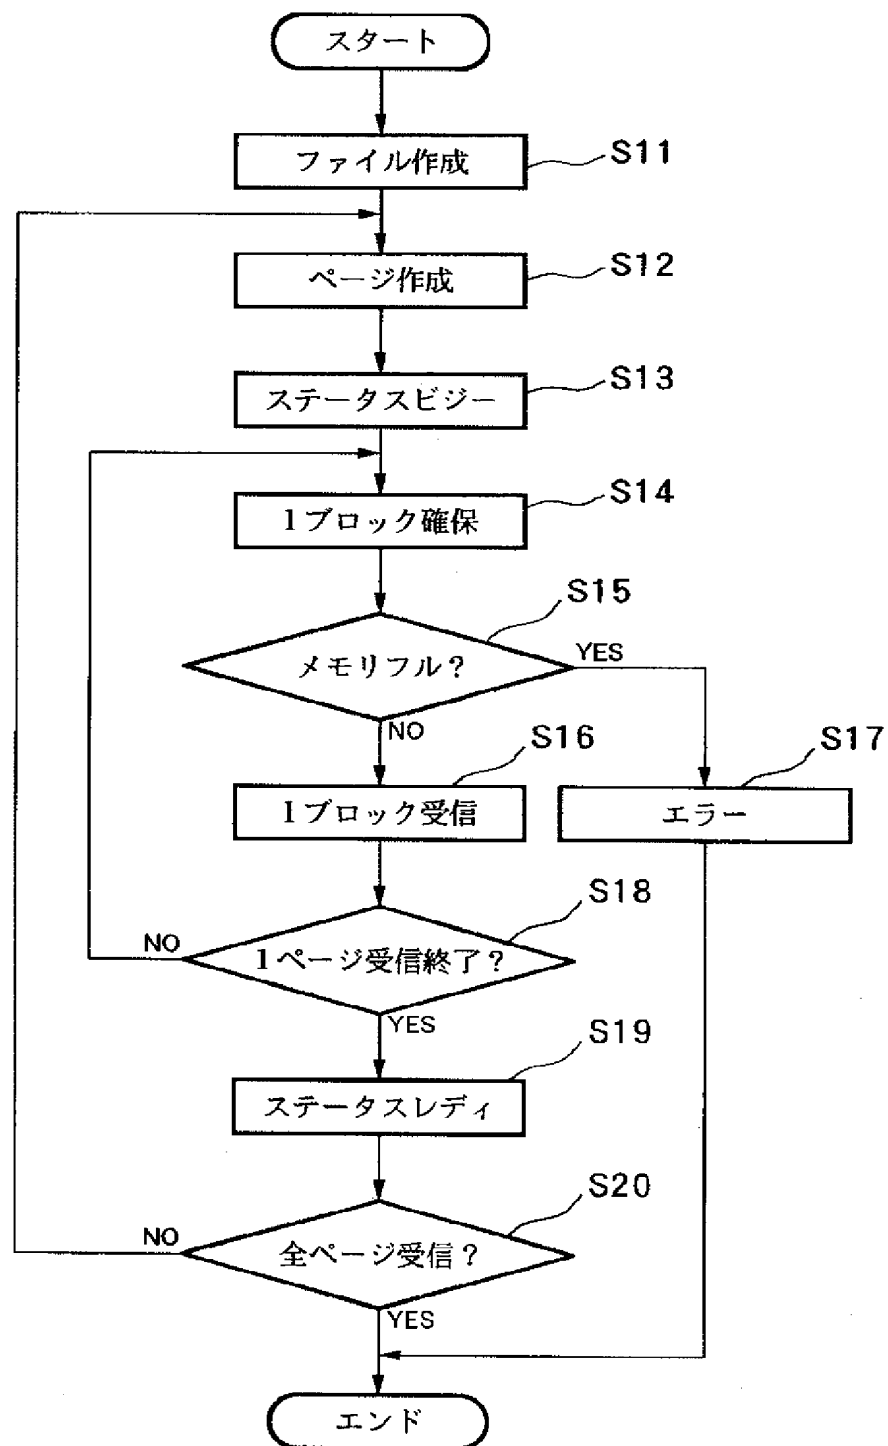 スタート
ファイル作成
S11
ページ作成
S12
ステータスビジー
S13
1ブロック確保
S14
S15
メモリフル?
YES
NO
S16
S17
1ブロック受信
エラー
S18
NO
1ページ受信終了?
YES
S19
ステータスレディ
S20
NO
全ページ受信?
YES
エンド